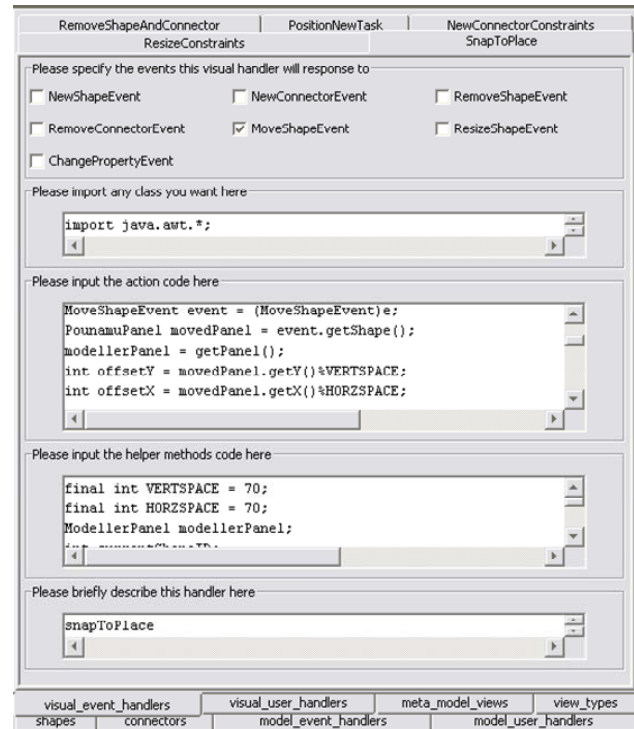 RemoveShapeAndConnector PositionNewTask NewConnectorConstraints
ResizeConstraints SnapToPlace
Please specify the events this visual handler will response to
NewShapeEvent NewConnectorEvent RemoveShapeEvent
RemoveConnectorEvent MoveShapeEvent ResizeShapeEvent
ChangePropertyEvent
Please import any class you want here
import java.awt.*;
Please input the action code here
MoveShapeEvent event = (MoveShapeEvent)e;
PounamuPanel movedPanel = event.getShape();
modellerPanel = getPanel();
int offsetY = movedPanel.getY()%VERTSPACE;
int offsetX = movedPanel.getX()%HORZSPACE;
Please input the helper methods code here
final int VERTSPACE = 70;
final int HORZSPACE = 70;
ModellerPanel modellerPanel;
Please briefly describe this handler here
snapToPlace
visual_event_handlers visual_user_handlers meta_model_views view_types
shapes connectors model_event_handlers model_user_handlers